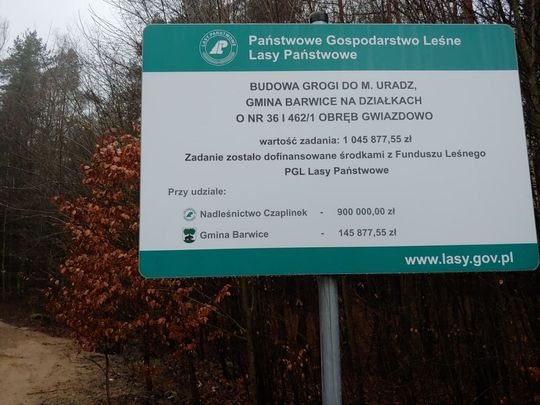 LASY PAŃSTWOWE
Państwowe Gospodarstwo Leśne
Lasy Państwowe
BUDOWA GROGI DO M. URADZ,
GMINA BARWICE NA DZIAŁKACH
O NR 36 I 462/1 OBRĘB GWIAZDOWO
wartość zadania: 1 045 877,55 zł
Zadanie zostało dofinansowane środkami z Funduszu Leśnego
PGL Lasy Państwowe
Przy udziale:
Nadleśnictwo Czaplinek - 900 000,00 zł
Gmina Barwice - 145 877,55 zł
www.lasy.gov.pl